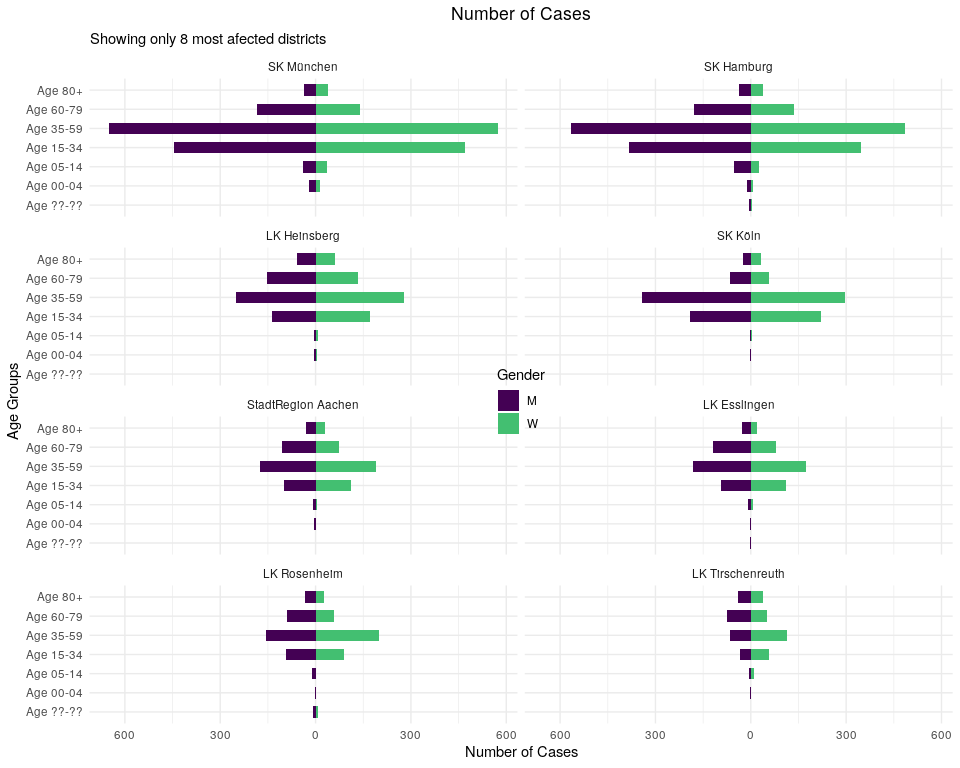 Number of Cases
Showing only 8 most afected districts
SK München
SK Hamburg
Age 80+
Age 60-79
Age 35-59
Age 15-34
Age 05-14
Age 00-04
Age ??-??
LK Heinsberg
SK Köln
Age 80+
Age 60-79
Age 35-59
Age 15-34
Age 05-14
Age 00-04
Age ??-??
Gender
M
W
Age Groups
StadtRegion Aachen
LK Esslingen
Age 80+
Age 60-79
Age 35-59
Age 15-34
Age 05-14
Age 00-04
Age ??-??
LK Rosenheim
LK Tirschenreuth
Age 80+
Age 60-79
Age 35-59
Age 15-34
Age 05-14
Age 00-04
Age ??-??
600 300 0 300 600 600 300 0 300 600
Number of Cases